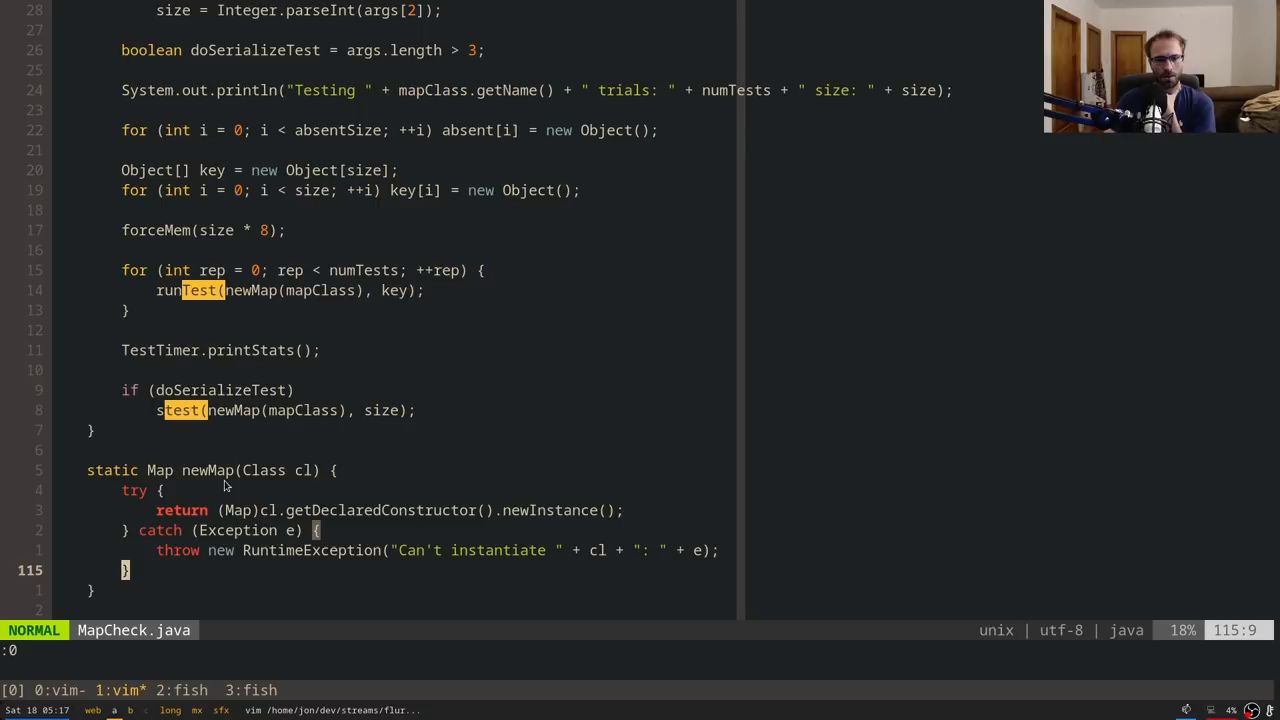 28 size = Integer.parseInt(args[2]);
27
26 boolean doSerializeTest = args.length > 3;
25
24 System.out.println("Testing " + mapClass.getName() + " trials: " + numTests + " size: " + size);
23
22 for (int i = 0; i < absentSize; ++i) absent[i] = new Object();
21
20 Object[] key = new Object[size];
19 for (int i = 0; i < size; ++i) key[i] = new Object();
18
17 forceMem(size * 8);
16
15 for (int rep = 0; rep < numTests; ++rep) {
14 runTest(newMap(mapClass), key);
13 }
12
11 TestTimer.printStats();
10
9 if (doSerializeTest)
8 stest(newMap(mapClass), size);
7 }
6
5 static Map newMap(Class cl) {
4 try {
3 return (Map)cl.getDeclaredConstructor().newInstance();
2 } catch (Exception e) {
1 throw new RuntimeException("Can't instantiate " + cl + ": " + e);
115 }
1 }
2
NORMAL MapCheck.java unix | utf-8 | java 18% 115:9
:0
[0] 0:vim- 1:vim* 2:fish 3:fish
Sat 18 05:17 web a b c long mx sfx vim /home/jon/dev/streams/flur... 4%